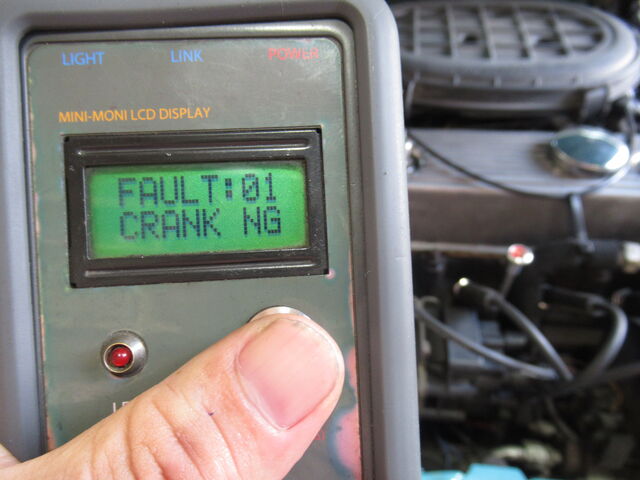 LIGHT LINK POWER
MINI-MONI LCD DISPLAY
FAULT:01
CRANK NG